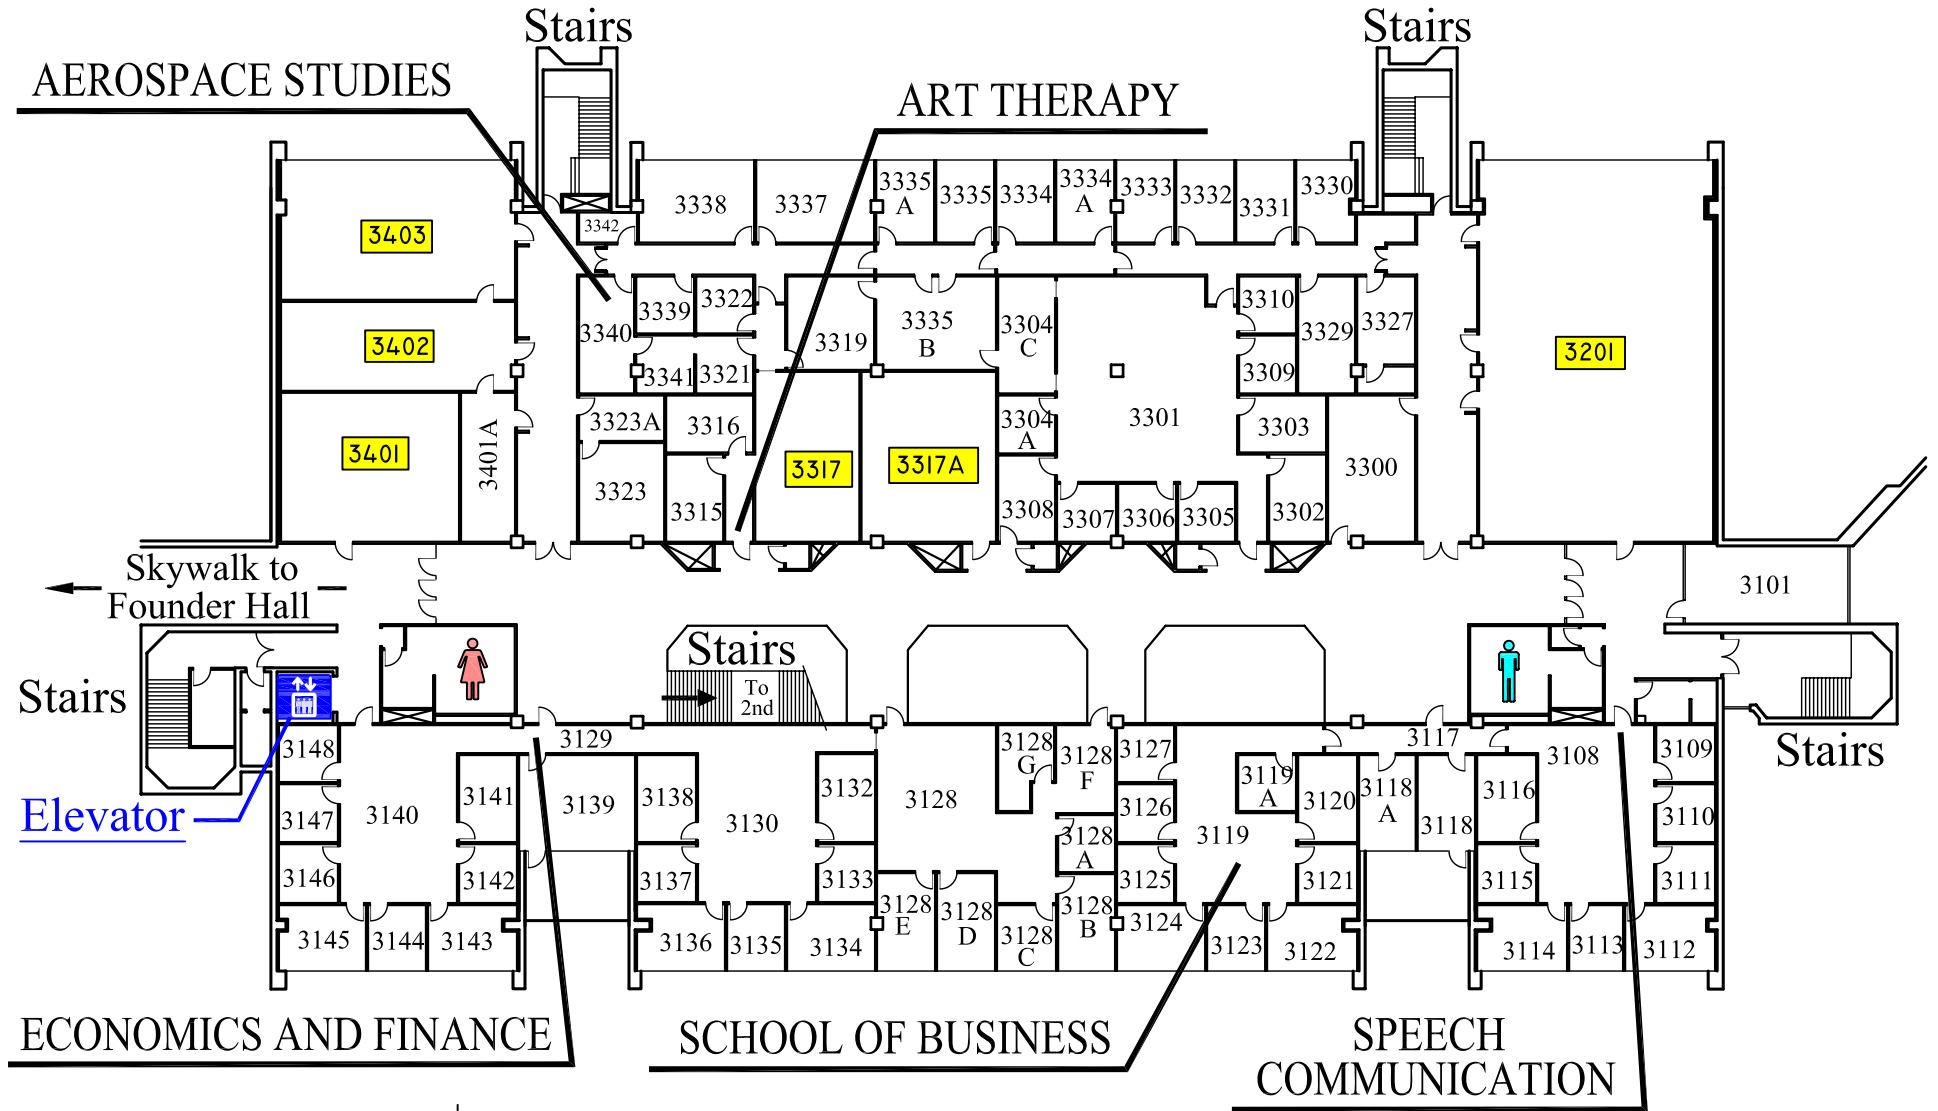 Stairs
Stairs
AEROSPACE STUDIES
ART THERAPY
3403
3342
3338
3337
3335
A
3335
3334
3334
A
3333
3332
3331
3330
3402
3340
3339
3322
3319
3335
B
3304
C
3310
3329
3327
3201
3341
3321
3309
3401
3401A
3323A
3316
3304
A
3301
3303
3323
3315
3317
3317A
3308
3307
3306
3305
3302
3300
Skywalk to
Founder Hall
3101
Stairs
Stairs
To
2nd
Stairs
Elevator
3148
3129
3128
G
3128
F
3127
3117
3108
3109
3147
3140
3141
3139
3138
3130
3132
3128
3126
3119
A
3119
3120
3118
A
3118
3116
3110
3146
3142
3137
3133
3128
A
3125
3121
3115
3111
3145
3144
3143
3136
3135
3134
3128
E
3128
D
3128
C
3128
B
3124
3123
3122
3114
3113
3112
ECONOMICS AND FINANCE
SCHOOL OF BUSINESS
SPEECH
COMMUNICATION